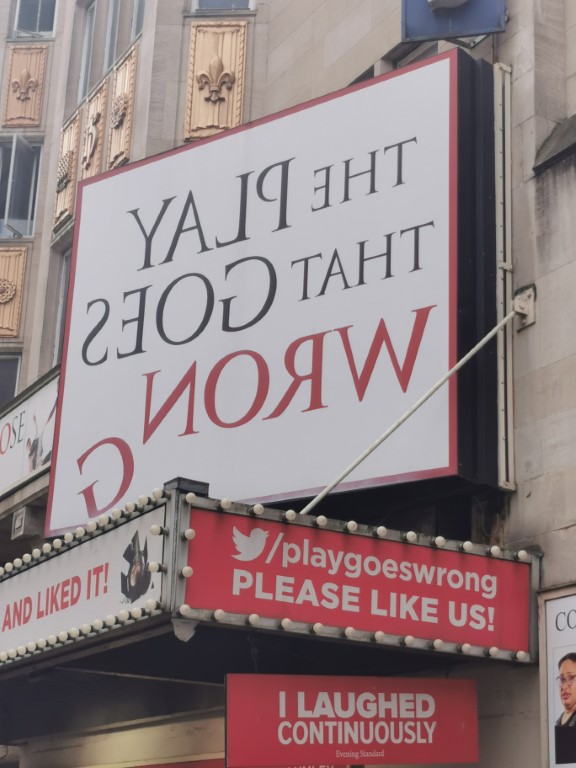 THE PLAY
THAT GOES
WRON
G
OSE
AND LIKED IT!
/playgoeswrong
PLEASE LIKE US!
I LAUGHED
CONTINUOUSLY
Evening Standard
CO